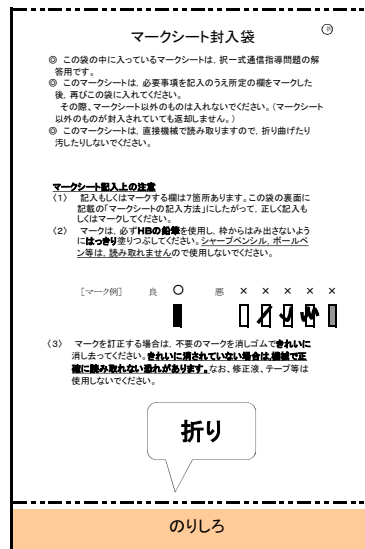 マークシート封入袋
◎ この袋の中に入っているマークシートは，択一式通信指導問題の解
答用です。
◎ このマークシートは，必要事項を記入のうえ所定の欄をマークした
後，再びこの袋に入れてください。
その際，マークシート以外のものは入れないでください。（マークシート
以外のものが封入されていても返却しません。）
◎ このマークシートは，直接機械で読み取りますので，折り曲げたり
汚したりしないでください。
マークシート記入上の注意
（1） 記入もしくはマークする欄は7箇所あります。この袋の裏面に
記載の「マークシートの記入方法」にしたがって，正しく記入も
しくはマークしてください。
（2） マークは，必ずHBの鉛筆を使用し，枠からはみ出さないよう
にはっきり塗りつぶしてください。シャープペンシル，ボールペ
ン等は，読み取れませんので使用しないでください。
［マーク例］ 良 ○ 悪 × × × × ×
（3） マークを訂正する場合は，不要のマークを消しゴムできれいに
消し去ってください。きれいに消されていない場合は，機械で正
確に読み取れない恐れがあります。なお，修正液，テープ等は
使用しないでください。
折り
のりしろ